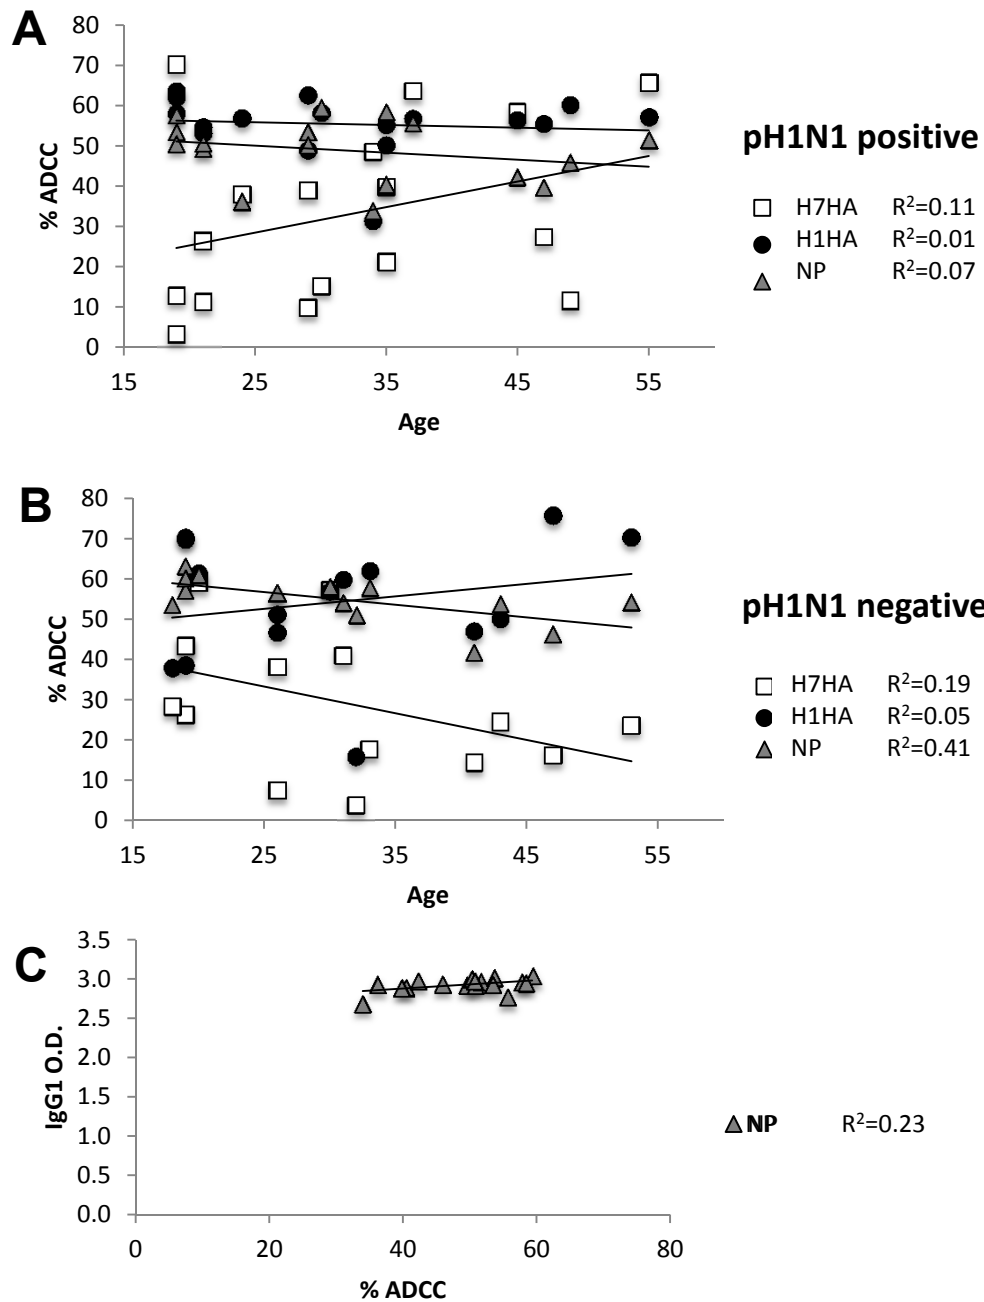 A
80
70
60
50
40
30
20
10
0
% ADCC
15 25 35 45 55
Age
pH1N1 positive
H7HA R²=0.11
H1HA R²=0.01
NP R²=0.07
B
80
70
60
50
40
30
20
10
0
% ADCC
15 25 35 45 55
Age
pH1N1 negative
H7HA R²=0.19
H1HA R²=0.05
NP R²=0.41
C
3.5
3.0
2.5
2.0
1.5
1.0
0.5
0.0
IgG1 O.D.
0 20 40 60 80
% ADCC
NP R²=0.23